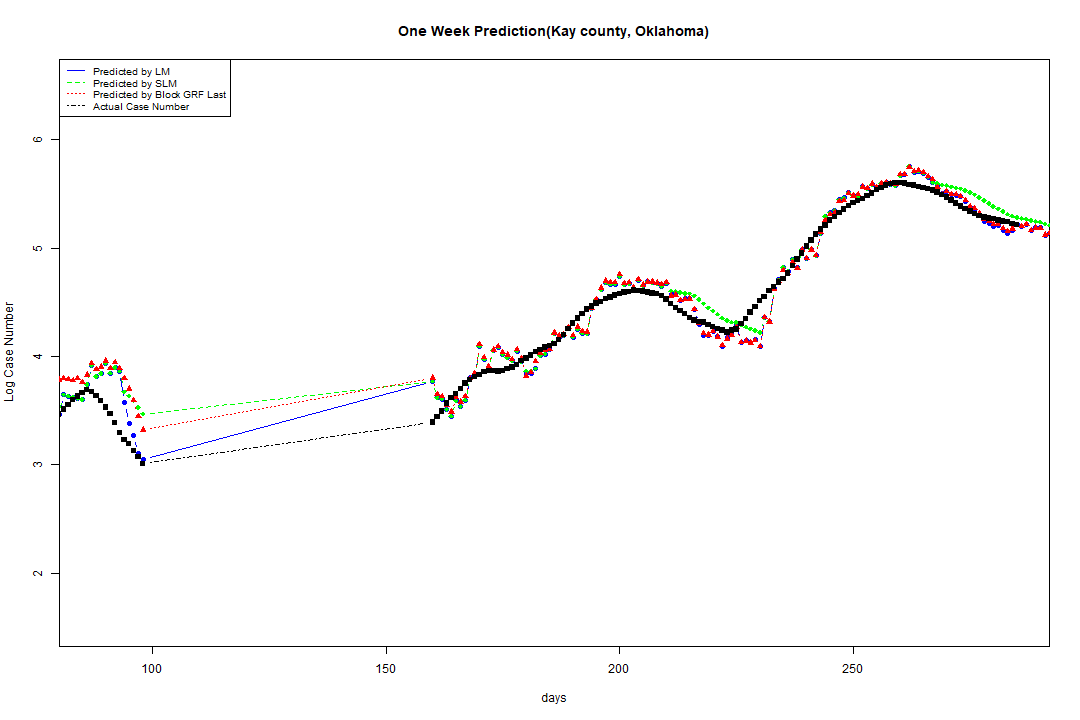 One Week Prediction(Kay county, Oklahoma)
Predicted by LM
Predicted by SLM
Predicted by Block GRF Last
Actual Case Number
Log Case Number
6
5
4
3
2
100 150 200 250
days